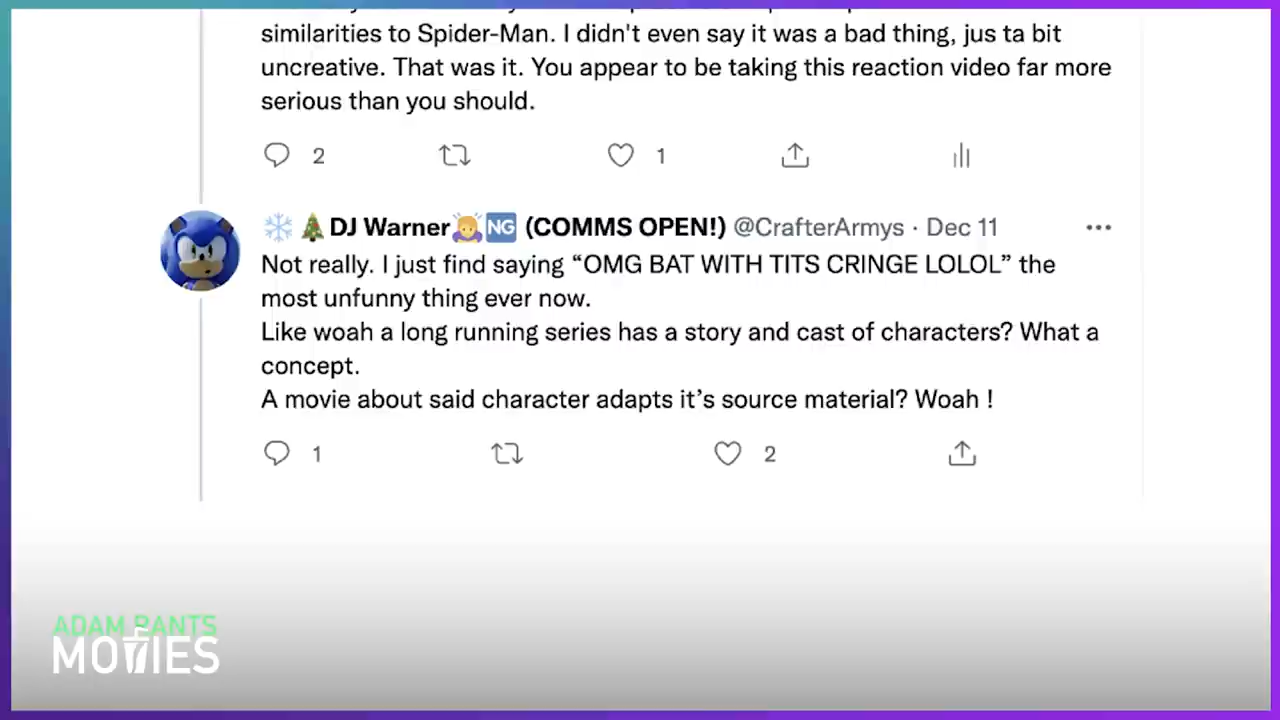 similarities to Spider-Man. I didn't even say it was a bad thing, jus ta bit
uncreative. That was it. You appear to be taking this reaction video far more
serious than you should.
2 1
DJ Warner NG (COMMS OPEN!) @CrafterArmys · Dec 11
Not really. I just find saying “OMG BAT WITH TITS CRINGE LOLOL” the
most unfunny thing ever now.
Like woah a long running series has a story and cast of characters? What a
concept.
A movie about said character adapts it’s source material? Woah !
1 2
ADAM RANTS
MOVIES